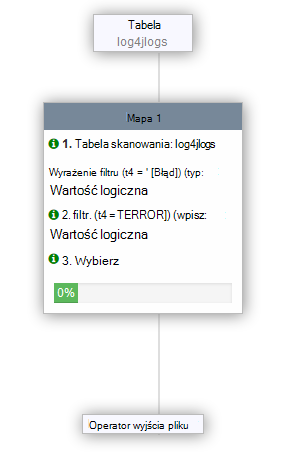 Tabela
log4jlogs
Mapa 1
1. Tabela skanowania: log4jlogs
Wyrażenie filtru (t4 = ' [Błąd]) (typ:
Wartość logiczna
2. filtr. (t4 = TERROR]) (wpisz:
Wartość logiczna
3. Wybierz
0%
Operator wyjścia pliku